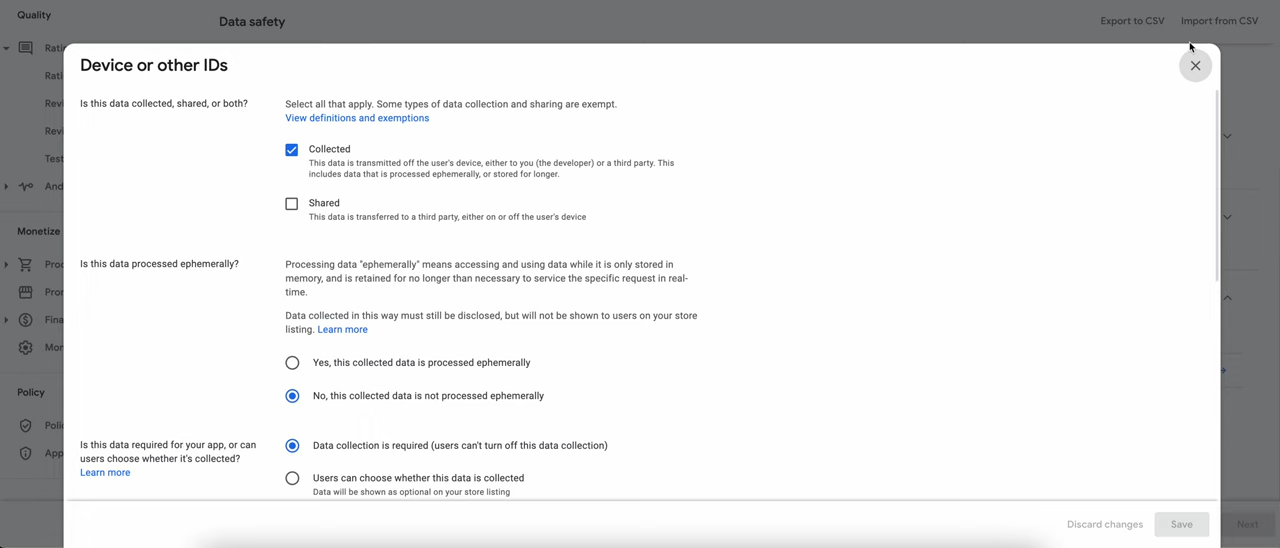 Quality
Data safety
Export to CSV
Import from CSV
Device or other IDs
Is this data collected, shared, or both?
Select all that apply. Some types of data collection and sharing are exempt.
View definitions and exemptions
Collected
This data is transmitted off the user's device, either to you (the developer) or a third party. This
includes data that is processed ephemerally, or stored for longer.
Shared
This data is transferred to a third party, either on or off the user's device
Monetize
Is this data processed ephemerally?
Processing data "ephemerally" means accessing and using data while it is only stored in
memory, and is retained for no longer than necessary to service the specific request in real-
time.
Data collected in this way must still be disclosed, but will not be shown to users on your store
listing. Learn more
Yes, this collected data is processed ephemerally
No, this collected data is not processed ephemerally
Policy
Is this data required for your app, or can
users choose whether it's collected?
Learn more
Data collection is required (users can't turn off this data collection)
Users can choose whether this data is collected
Data will be shown as optional on your store listing
App
Discard changes
Save
Next